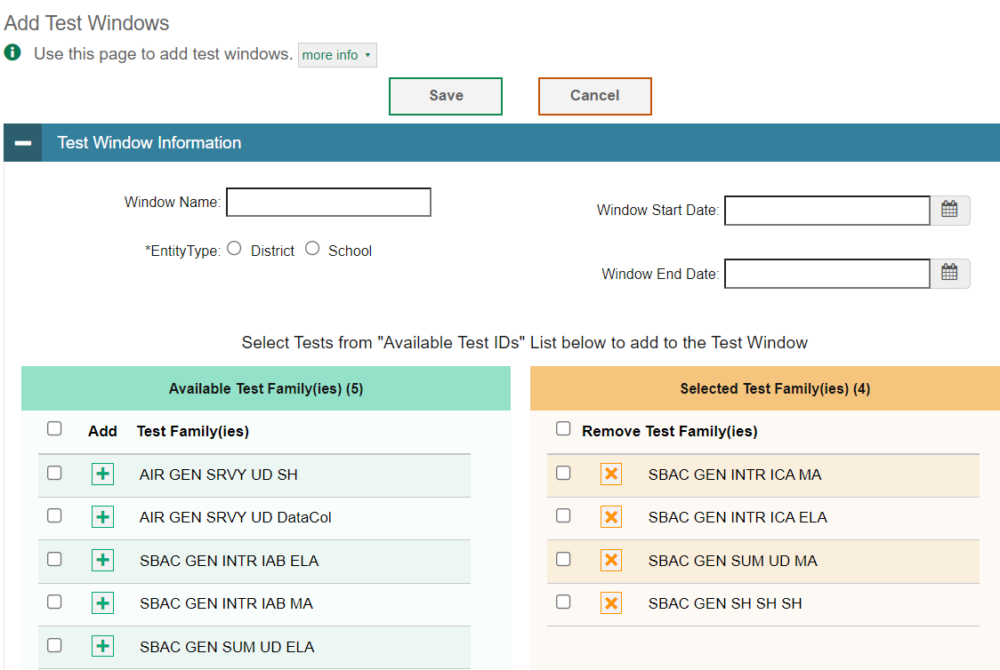 Add Test Windows
Use this page to add test windows. more info
Save Cancel
Test Window Information
Window Name:
Window Start Date:
*EntityType: District School
Window End Date:
Select Tests from "Available Test IDs" List below to add to the Test Window
Available Test Family(ies) (5)
Add Test Family(ies)
AIR GEN SRVY UD SH
AIR GEN SRVY UD DataCol
SBAC GEN INTR IAB ELA
SBAC GEN INTR IAB MA
SBAC GEN SUM UD ELA
Selected Test Family(ies) (4)
Remove Test Family(ies)
SBAC GEN INTR ICA MA
SBAC GEN INTR ICA ELA
SBAC GEN SUM UD MA
SBAC GEN SH SH SH